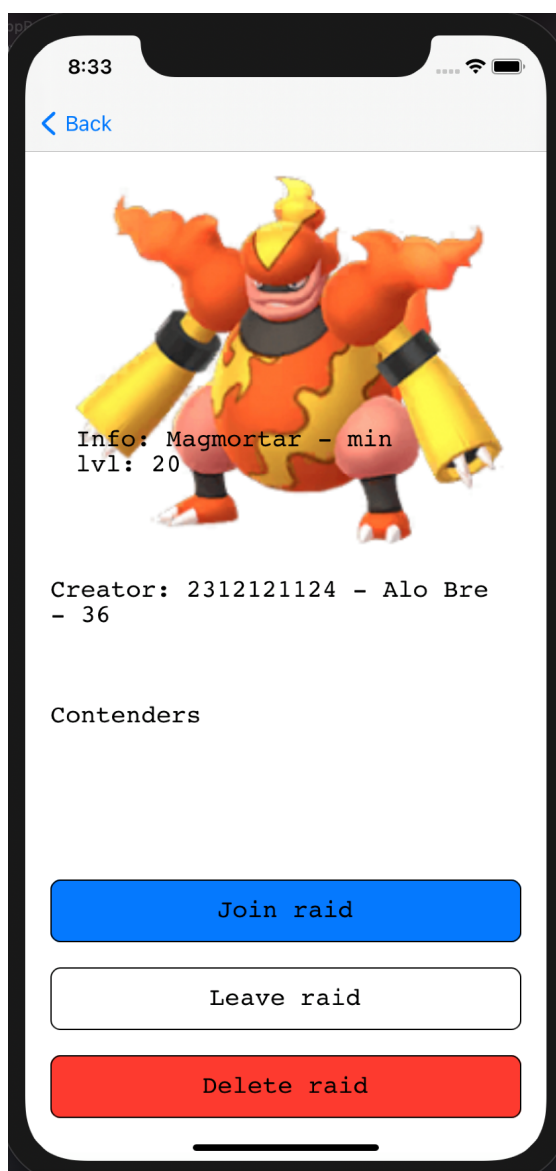 8:33
Back
Info: Magmortar - min
lvl: 20
Creator: 2312121124 - Alo Bre
- 36
Contenders
Join raid
Leave raid
Delete raid